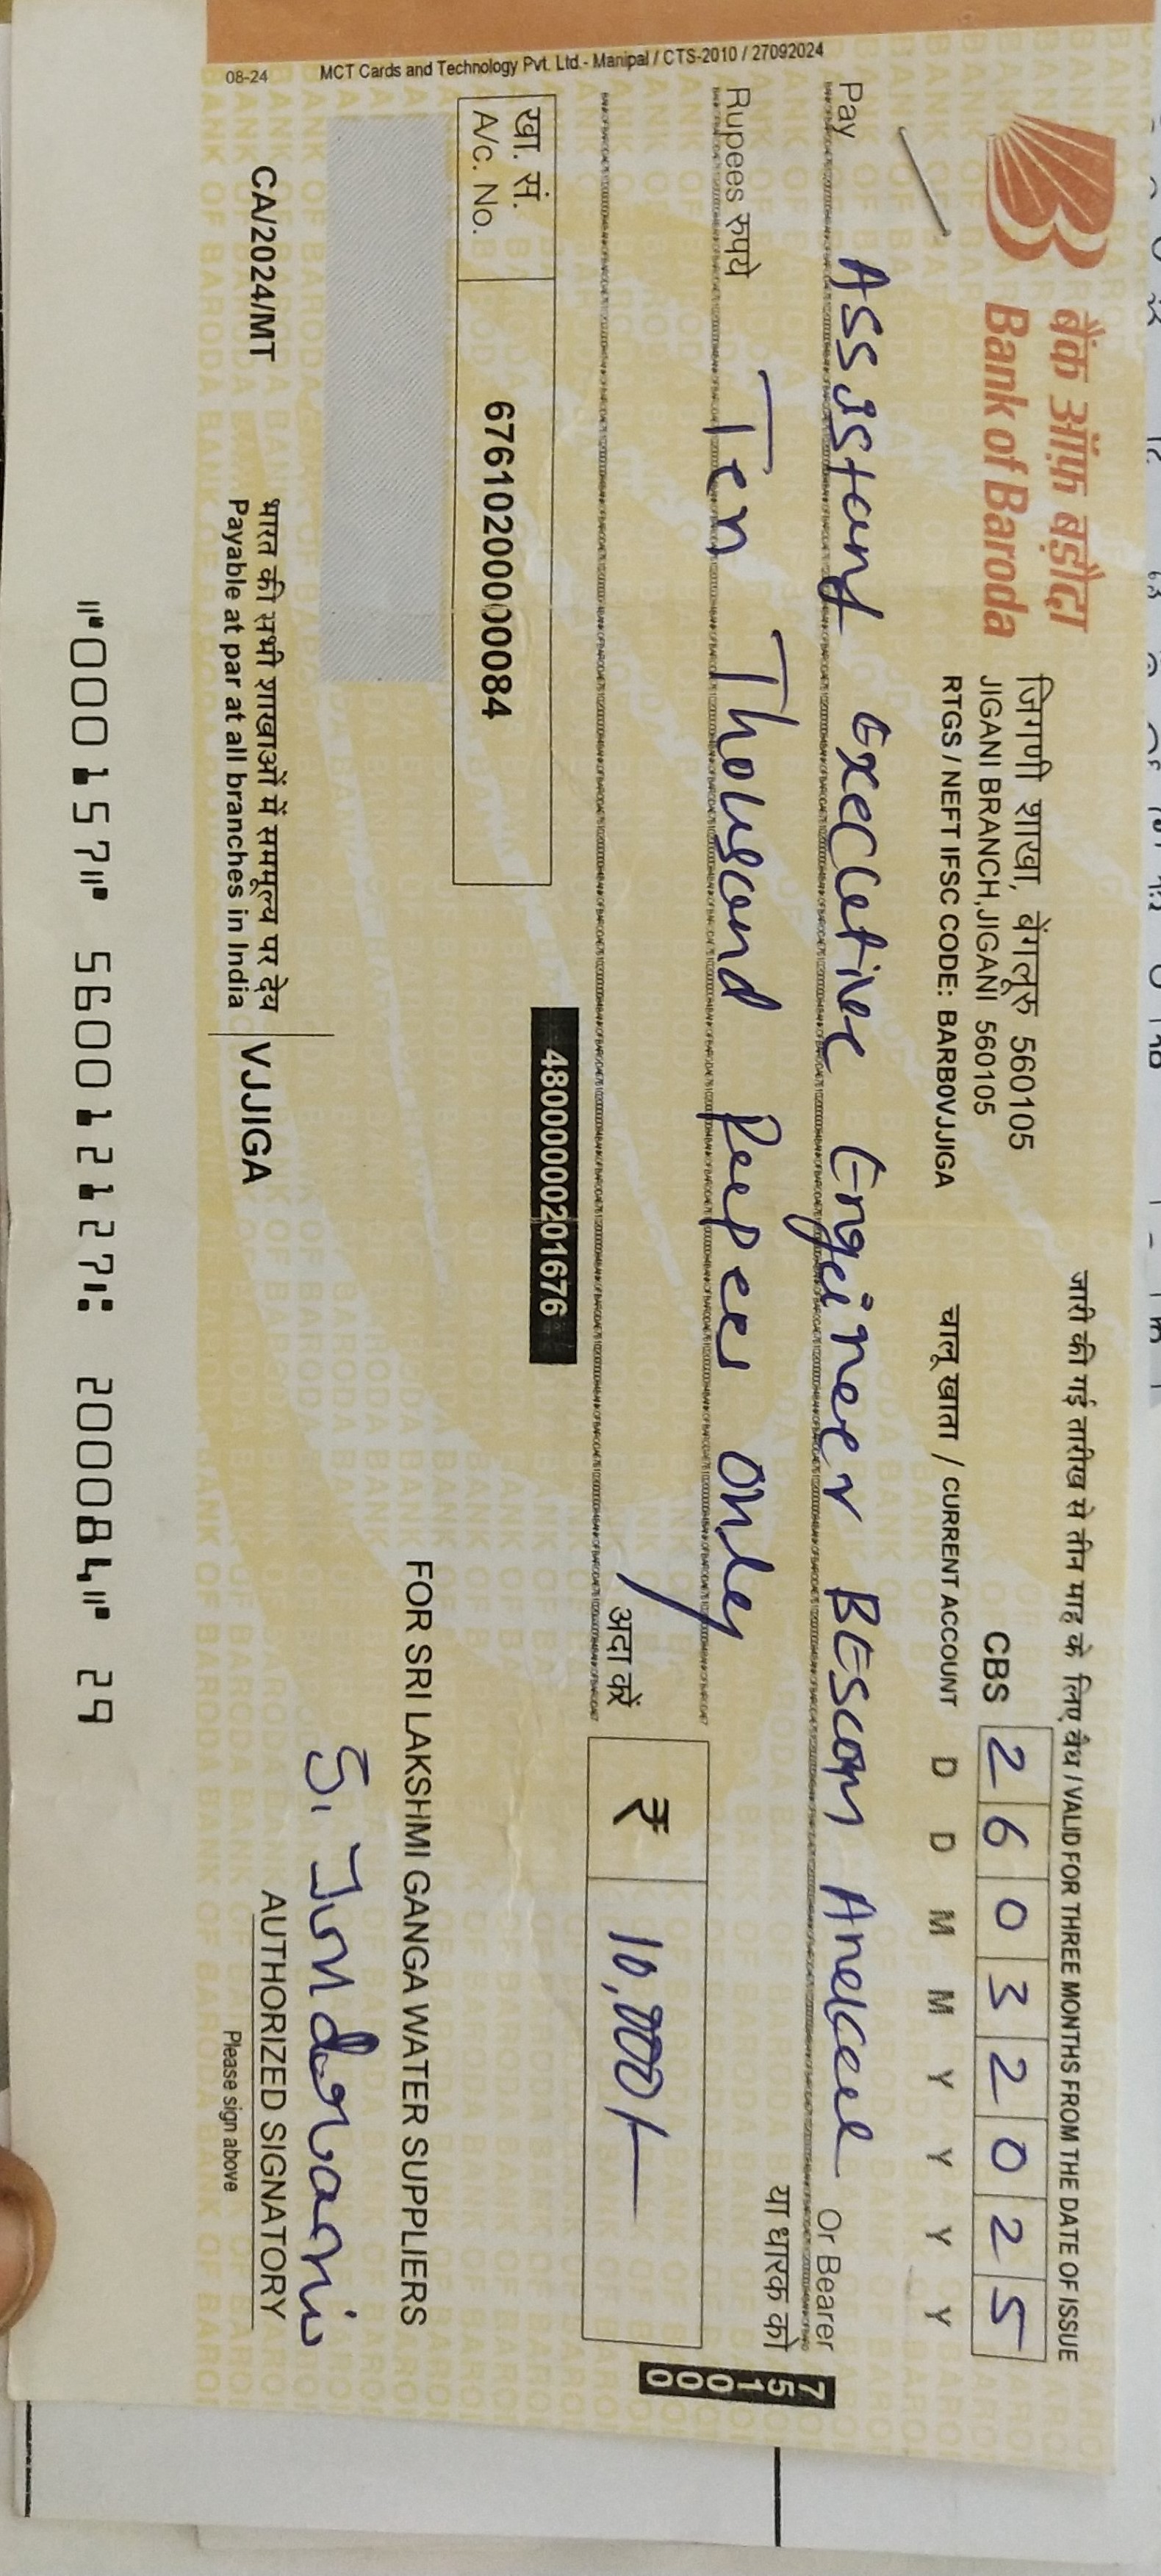 जारी की गई तारीख से तीन माह के लिए वैध / VALID FOR THREE MONTHS FROM THE DATE OF ISSUE
बैंक ऑफ़ बड़ौदा
Bank of Baroda
जिगणी शाखा, बेंगलूरु 560105
JIGANI BRANCH,JIGANI 560105
RTGS / NEFT IFSC CODE: BARB0VJJIGA
चालू खाता / CURRENT ACCOUNT
CBS
2 6 0 3 2 0 2 5
D D M M Y Y Y Y
Pay Assistant Executive Engineer BEscom Anekal Or Bearer
या धारक को
Rupees रुपये Ten Thousand Rupees only
अदा करें
₹ 10,000/-
खा. सं.
A/c. No.
67610200000084
480000020167​6
FOR SRI LAKSHMI GANGA WATER SUPPLIERS
S. Indravani
AUTHORIZED SIGNATORY
Please sign above
CA/2024/MT
भारत की सभी शाखाओं में सममूल्य पर देय
Payable at par at all branches in India
VJJIGA
08-24
MCT Cards and Technology Pvt. Ltd.- Manipal / CTS-2010 / 27092024
000157
⑈000157⑈ 560012127⑆ 200084⑈ 29